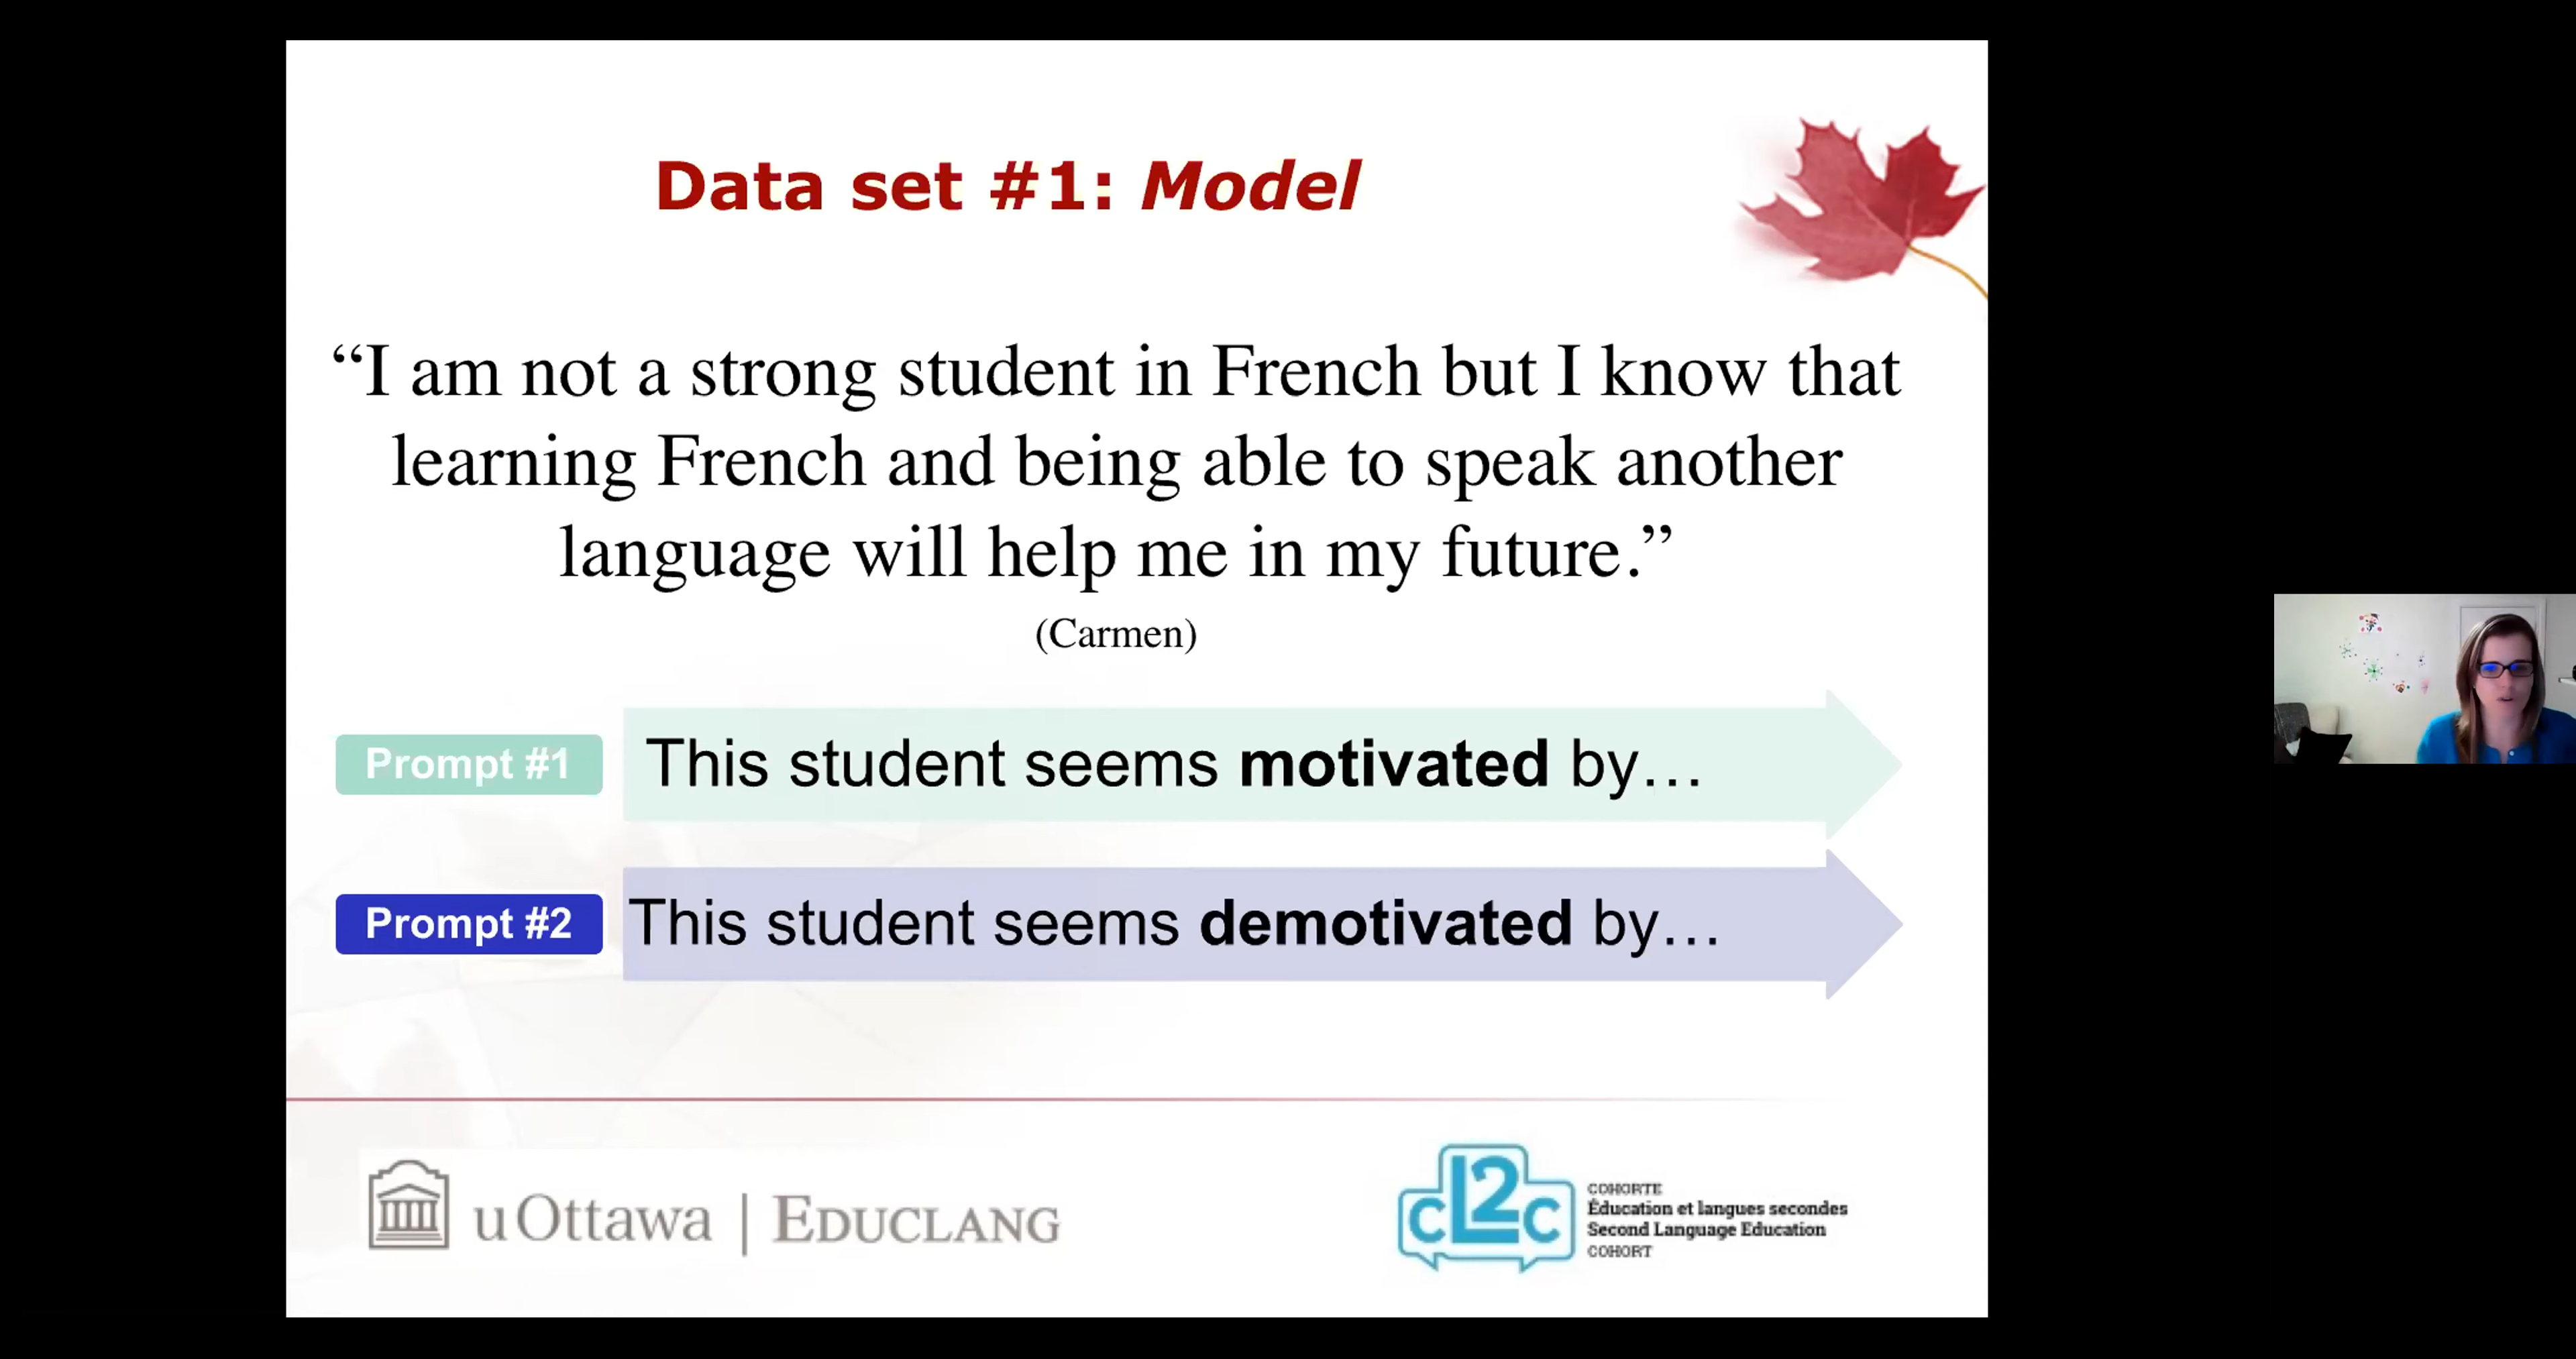 Data set #1: Model
“I am not a strong student in French but I know that
learning French and being able to speak another
language will help me in my future.”
(Carmen)
Prompt #1
This student seems motivated by…
Prompt #2
This student seems demotivated by…
uOttawa | EDUCLANG
CL2C
COHORTE
Éducation et langues secondes
Second Language Education
COHORT